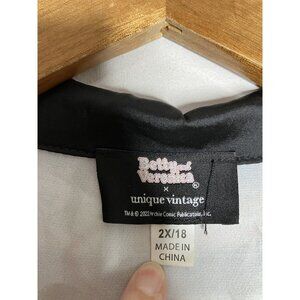 Betty and
Veronica®
x
unique vintage
TM & © 2022 Archie Comic Publications, Inc.
2X/18
MADE IN
CHINA